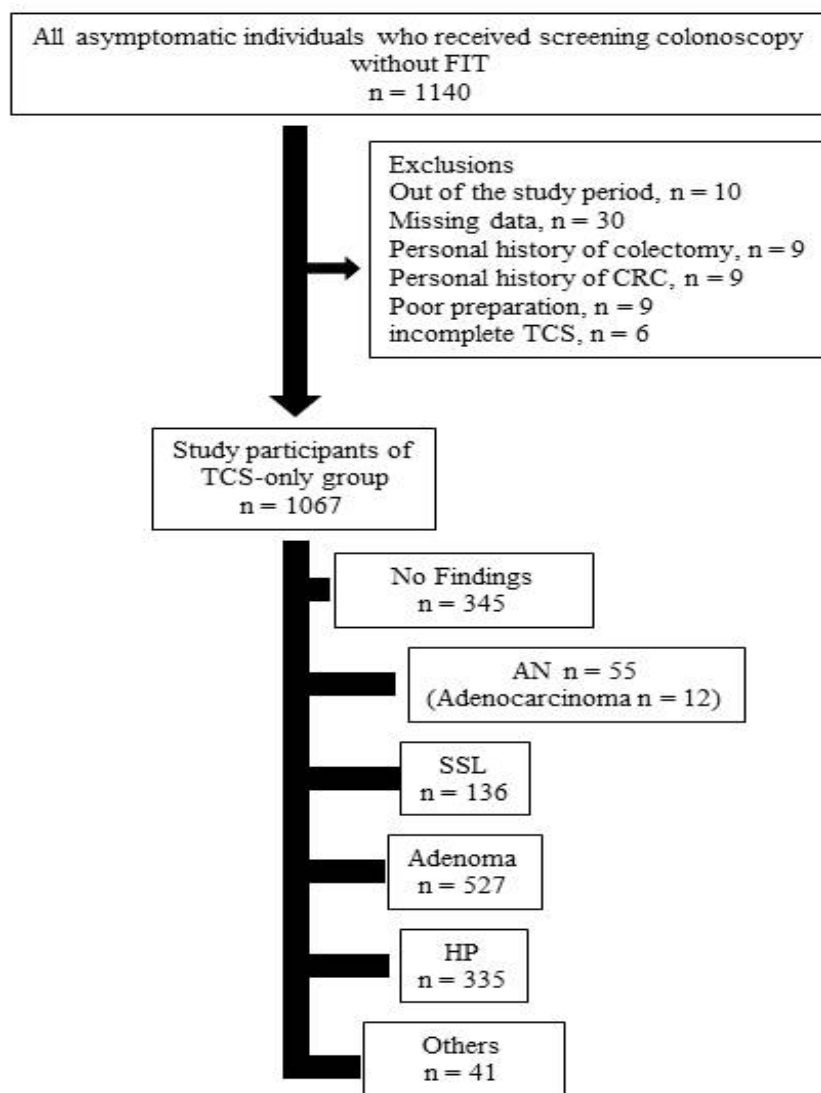 All asymptomatic individuals who received screening colonoscopy
without FIT
n = 1140
Exclusions
Out of the study period, n = 10
Missing data, n = 30
Personal history of colectomy, n = 9
Personal history of CRC, n = 9
Poor preparation, n = 9
incomplete TCS, n = 6
Study participants of
TCS-only group
n = 1067
No Findings
n = 345
AN n = 55
(Adenocarcinoma n = 12)
SSL
n = 136
Adenoma
n = 527
HP
n = 335
Others
n = 41